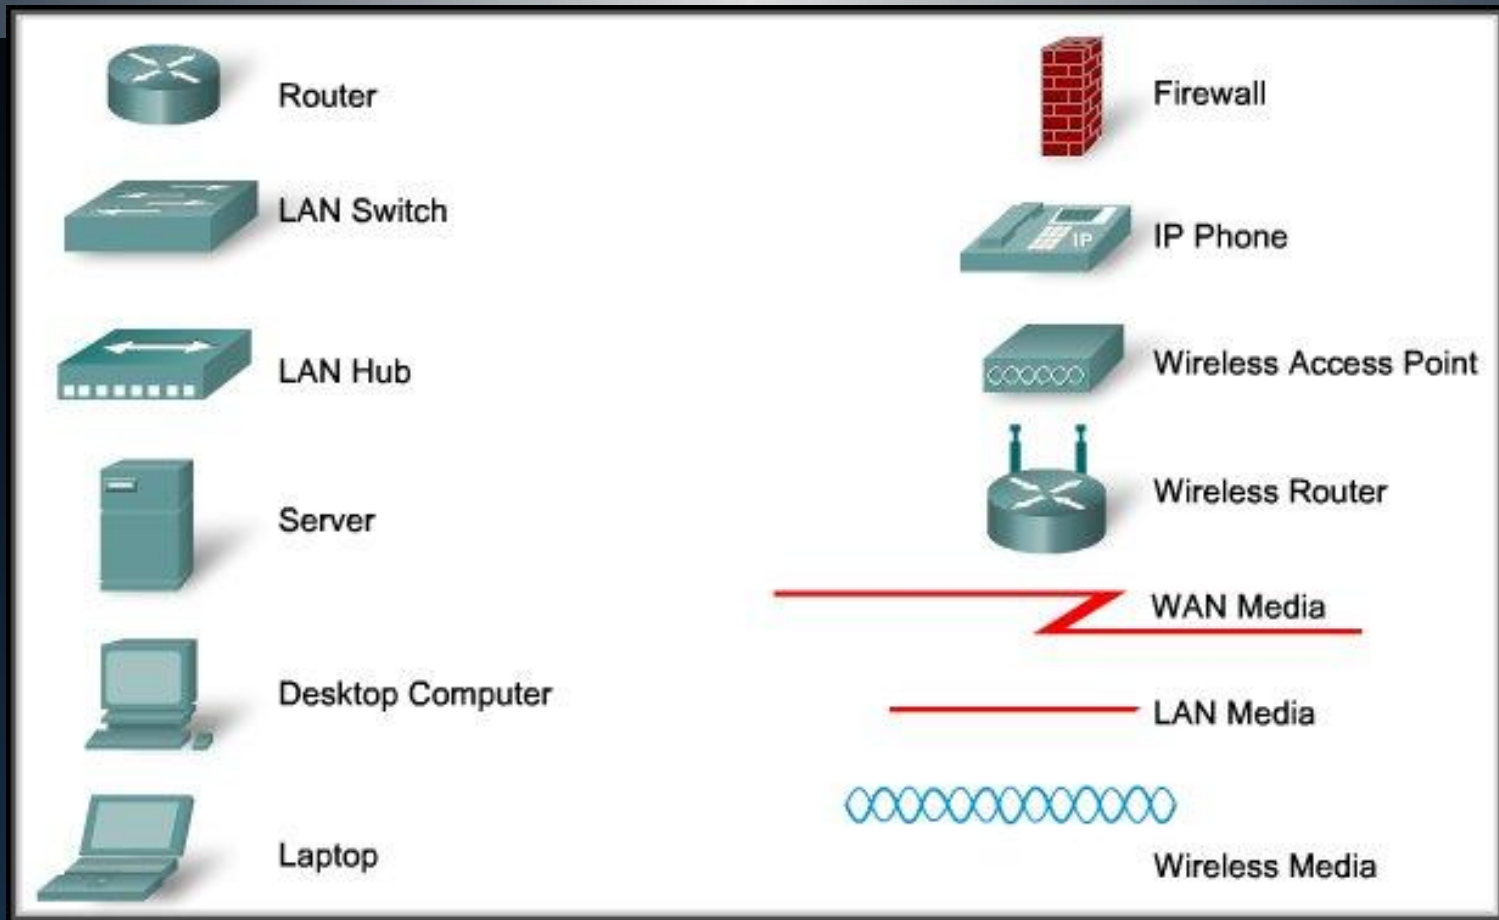 Router
LAN Switch
LAN Hub
Server
Desktop Computer
Laptop
Firewall
IP
IP Phone
Wireless Access Point
Wireless Router
WAN Media
LAN Media
Wireless Media